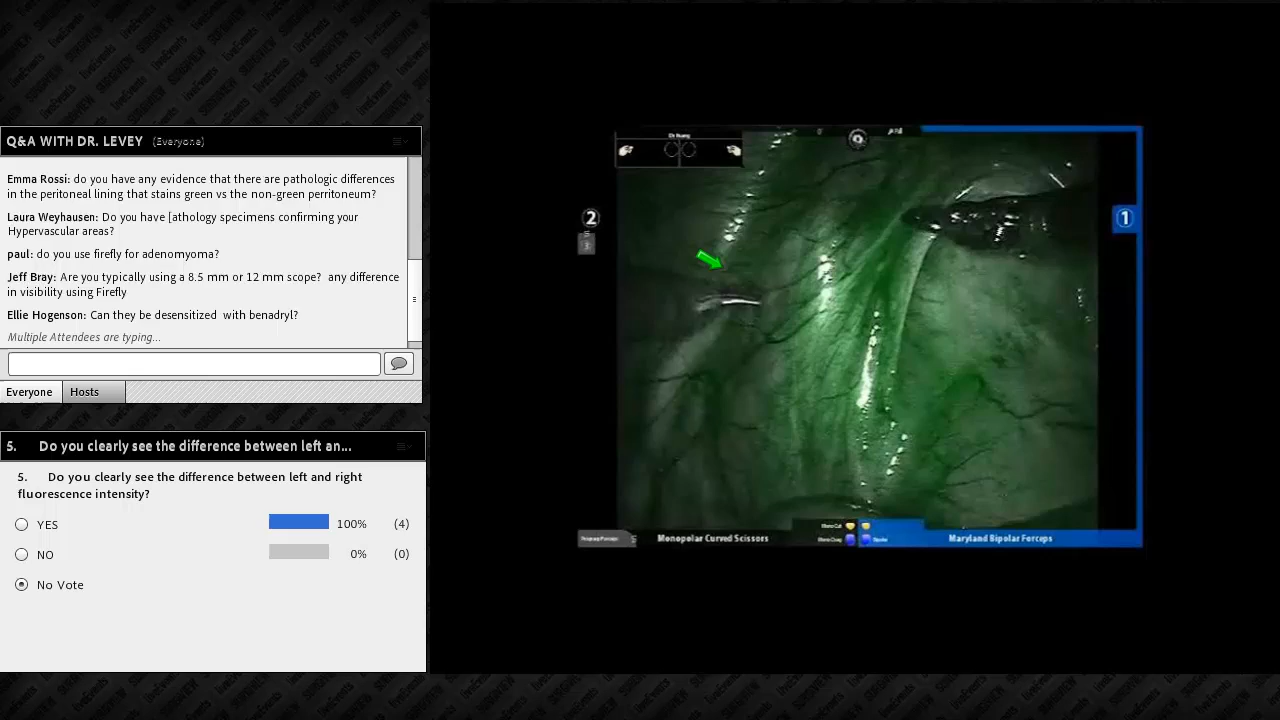 Q&A WITH DR. LEVEY (Everyone)
Emma Rossi: do you have any evidence that there are pathologic differences
in the peritoneal lining that stains green vs the non-green perritoneum?
Laura Weyhausen: Do you have [athology specimens confirming your
Hypervascular areas?
paul: do you use firefly for adenomyoma?
Jeff Bray: Are you typically using a 8.5 mm or 12 mm scope? any difference
in visibility using Firefly
Ellie Hogenson: Can they be desensitized with benadryl?
Multiple Attendees are typing...
Everyone Hosts
5. Do you clearly see the difference between left an...
5. Do you clearly see the difference between left and right
fluorescence intensity?
YES 100% (4)
NO 0% (0)
No Vote
2
1
Monopolar Curved Scissors
Maryland Bipolar Forceps